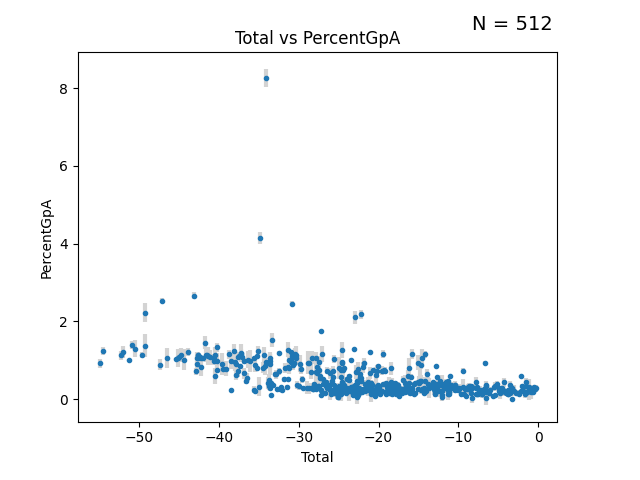 N = 512
Total vs PercentGpA
PercentGpA
8
6
4
2
0
−50 −40 −30 −20 −10 0
Total